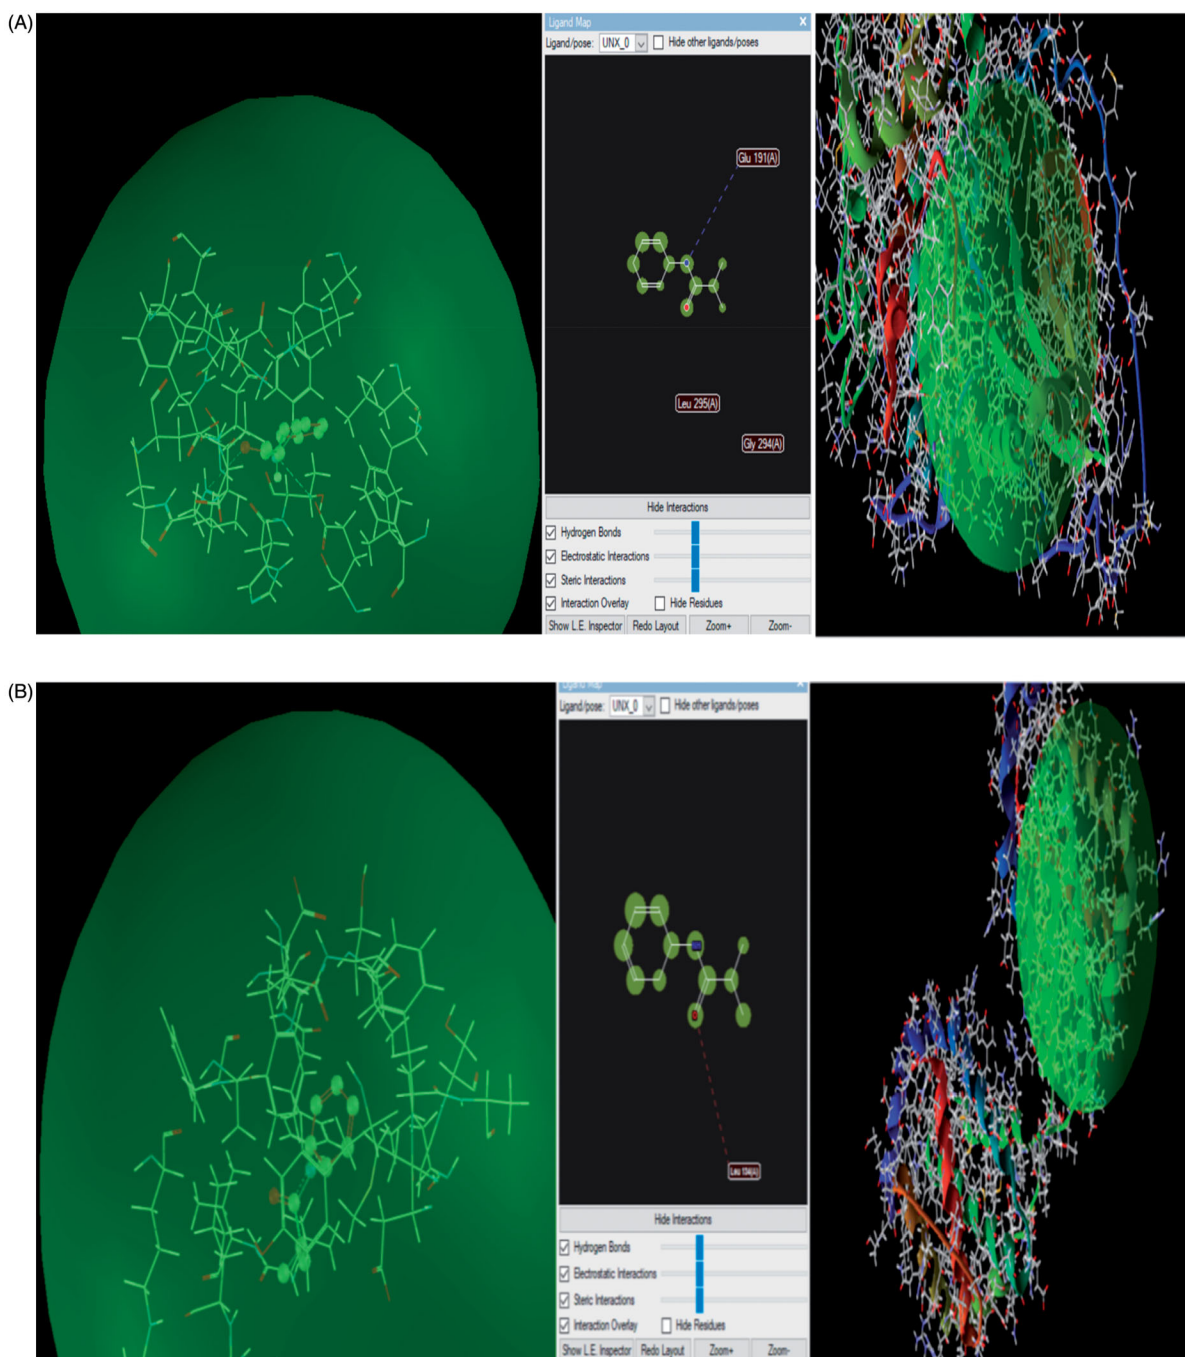 (A)
Ligand Map X
Ligand/pose: UNX_0 Hide other ligands/poses
Glu 191(A)
Leu 295(A)
Gly 294(A)
Hide Interactions
Hydrogen Bonds
Electrostatic Interactions
Steric Interactions
Interaction Overlay Hide Residues
Show L.E. Inspector Redo Layout Zoom+ Zoom-
(B)
Ligand Map
Ligand/pose: UNX_0 Hide other ligands/poses
Hide Interactions
Hydrogen Bonds
Electrostatic Interactions
Steric Interactions
Interaction Overlay Hide Residues
Show L.E. Inspector Redo Layout Zoom+ Zoom-